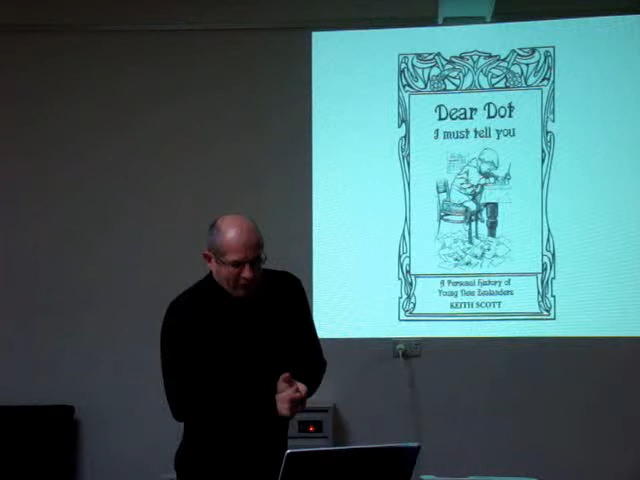 Dear Dot
I must tell you
A Personal History of
Young New Zealanders
KEITH SCOTT